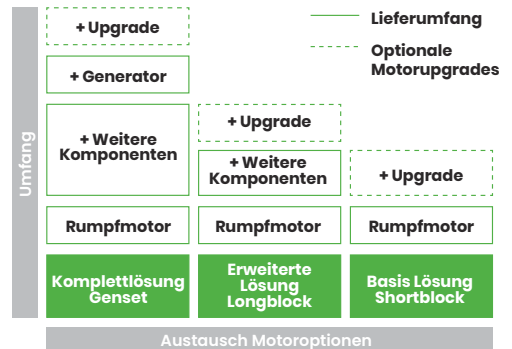 + Upgrade
+ Generator
+ Weitere
Komponenten
Rumpfmotor
Komplettlösung
Genset
+ Upgrade
+ Weitere
Komponenten
Rumpfmotor
Erweiterte
Lösung
Longblock
+ Upgrade
Rumpfmotor
Basis Lösung
Shortblock
Lieferumfang
Optionale
Motorupgrades
Umfang
Austausch Motoroptionen